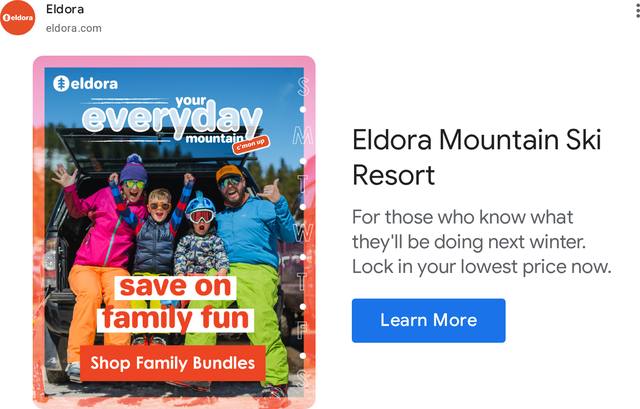 eldora
Eldora
eldora.com
eldora
your
everyday
mountain
c'mon up
S
M
T
W
T
F
S
save on
family fun
Shop Family Bundles
Eldora Mountain Ski
Resort
For those who know what
they'll be doing next winter.
Lock in your lowest price now.
Learn More